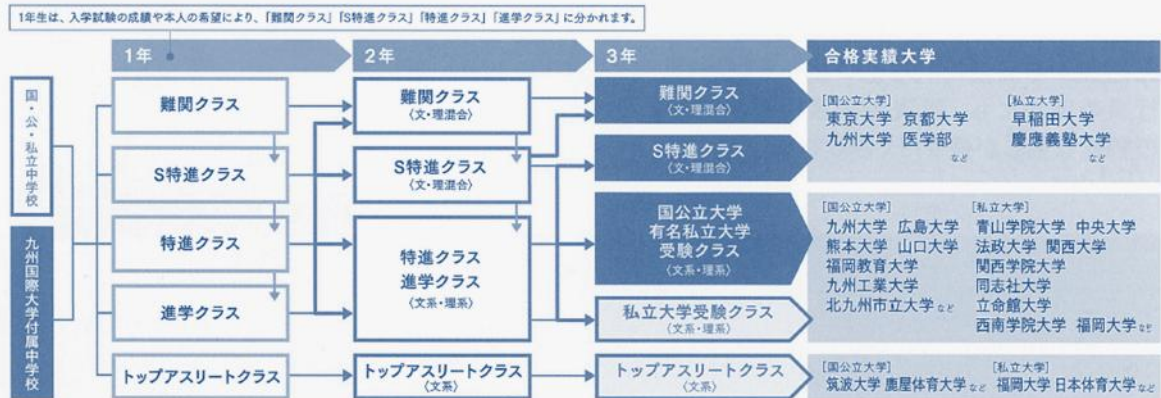 1年生は、入学試験の成績や本人の希望により、「難関クラス」「S特進クラス」「特進クラス」「進学クラス」に分かれます。
1年
2年
3年
合格実績大学
国・公・私立中学校
九州国際大学付属中学校
難関クラス
S特進クラス
特進クラス
進学クラス
トップアスリートクラス
難関クラス
〈文・理混合〉
S特進クラス
〈文・理混合〉
特進クラス
進学クラス
〈文系・理系〉
トップアスリートクラス
〈文系〉
難関クラス
〈文・理混合〉
S特進クラス
〈文・理混合〉
国公立大学
有名私立大学
受験クラス
〈文系・理系〉
私立大学受験クラス
〈文系・理系〉
トップアスリートクラス
〈文系〉
[国公立大学]
東京大学 京都大学
九州大学 医学部
など
[私立大学]
早稲田大学
慶應義塾大学
など
[国公立大学]
九州大学 広島大学
熊本大学 山口大学
福岡教育大学
九州工業大学
北九州市立大学など
[私立大学]
青山学院大学 中央大学
法政大学 関西大学
関西学院大学
同志社大学
立命館大学
西南学院大学 福岡大学など
[国公立大学]
筑波大学 鹿屋体育大学など
[私立大学]
福岡大学 日本体育大学など